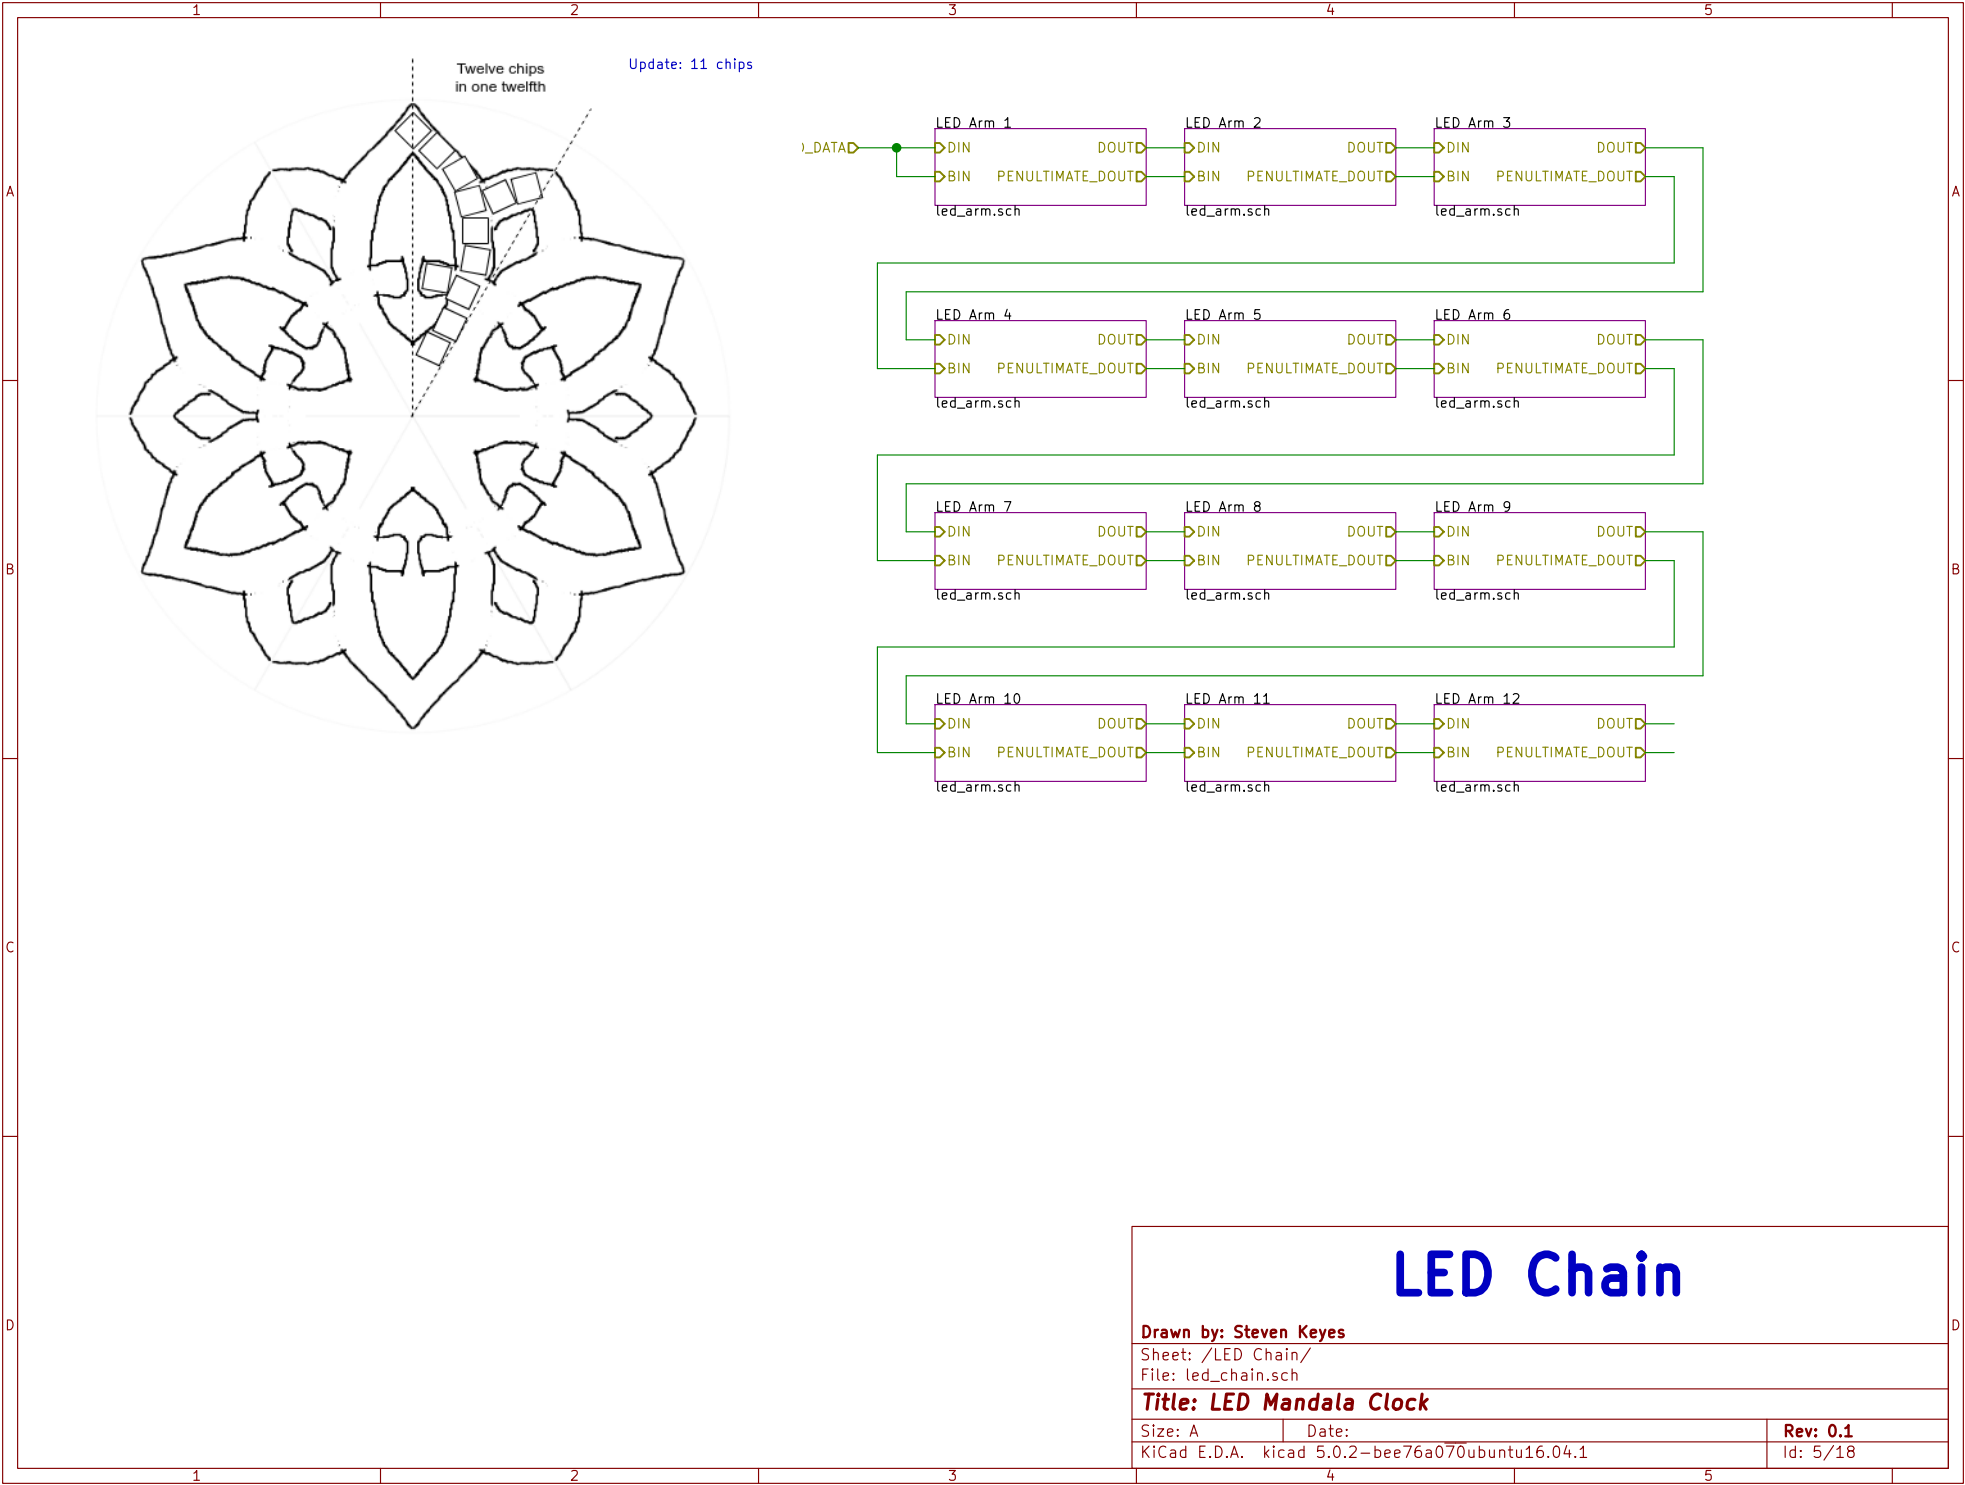 1 2 3 4 5
Twelve chips
in one twelfth
Update: 11 chips
A A
LED Arm 1 LED Arm 2 LED Arm 3
_DATA DIN DOUT DIN DOUT DIN DOUT
BIN PENULTIMATE_DOUT BIN PENULTIMATE_DOUT BIN PENULTIMATE_DOUT
led_arm.sch led_arm.sch led_arm.sch
LED Arm 4 LED Arm 5 LED Arm 6
DIN DOUT DIN DOUT DIN DOUT
BIN PENULTIMATE_DOUT BIN PENULTIMATE_DOUT BIN PENULTIMATE_DOUT
led_arm.sch led_arm.sch led_arm.sch
LED Arm 7 LED Arm 8 LED Arm 9
DIN DOUT DIN DOUT DIN DOUT
BIN PENULTIMATE_DOUT BIN PENULTIMATE_DOUT BIN PENULTIMATE_DOUT
B B
led_arm.sch led_arm.sch led_arm.sch
LED Arm 10 LED Arm 11 LED Arm 12
DIN DOUT DIN DOUT DIN DOUT
BIN PENULTIMATE_DOUT BIN PENULTIMATE_DOUT BIN PENULTIMATE_DOUT
led_arm.sch led_arm.sch led_arm.sch
C C
D D
LED Chain
Drawn by: Steven Keyes
Sheet: /LED Chain/
File: led_chain.sch
Title: LED Mandala Clock
Size: A Date: Rev: 0.1
KiCad E.D.A. kicad 5.0.2-bee76a070ubuntu16.04.1 Id: 5/18
1 2 3 4 5